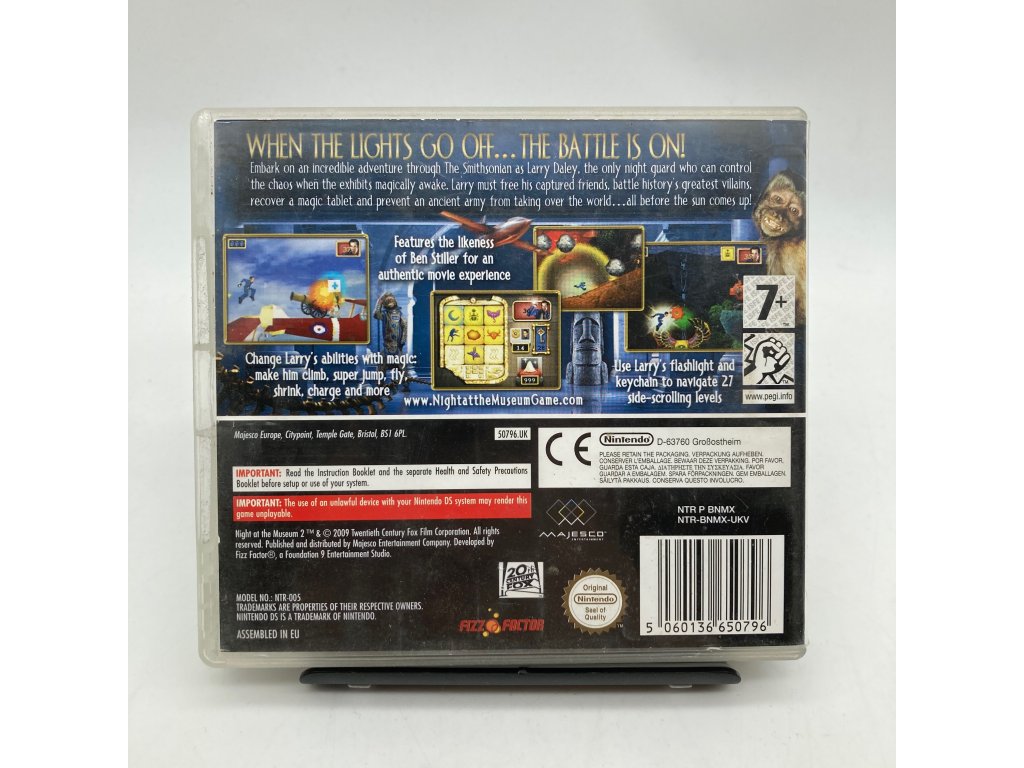 WHEN THE LIGHTS GO OFF...THE BATTLE IS ON!
Embark on an incredible adventure through The Smithsonian as Larry Daley, the only night guard who can control
the chaos when the exhibits magically awake. Larry must free his captured friends, battle history's greatest villains,
recover a magic tablet and prevent an ancient army from taking over the world...all before the sun comes up!
Features the likeness
of Ben Stiller for an
authentic movie experience
14
28
999
7+
Change Larry's abilities with magic:
make him climb, super jump, fly,
shrink, charge and more
Use Larry's flashlight and
keychain to navigate 27
side-scrolling levels
www.NightattheMuseumGame.com
www.pegi.info
Majesco Europe, Citypoint, Temple Gate, Bristol, BS1 6PL.
50796.UK
CE
Nintendo
D-63760 Großostheim
PLEASE RETAIN THE PACKAGING. VERPACKUNG AUFHEBEN.
CONSERVER L'EMBALLAGE. BEWAAR DEZE VERPAKKING. POR FAVOR,
GUARDA ESTA CAJA. ΔΙΑΤΗΡΗΣΤΕ ΤΗΝ ΣΥΣΚΕΥΑΣΙΑ. FAVOR
GUARDAR A EMBALAGEM. SPARA FÖRPACKNINGEN. GEM EMBALLAGEN.
SÄILYTÄ PAKKAUS. CONSERVA QUESTO INVOLUCRO.
IMPORTANT: Read the Instruction Booklet and the separate Health and Safety Precautions
Booklet before setup or use of your system.
IMPORTANT: The use of an unlawful device with your Nintendo DS system may render this
game unplayable.
Night at the Museum 2 ™ & © 2009 Twentieth Century Fox Film Corporation. All rights
reserved. Published and distributed by Majesco Entertainment Company. Developed by
Fizz Factor®, a Foundation 9 Entertainment Studio.
MAJESCO
ENTERTAINMENT
NTR P BNMX
NTR-BNMX-UKV
20TH
CENTURY
FOX
MODEL NO.: NTR-005
TRADEMARKS ARE PROPERTIES OF THEIR RESPECTIVE OWNERS.
NINTENDO DS IS A TRADEMARK OF NINTENDO.
ASSEMBLED IN EU
FIZZ FACTOR
Original
Nintendo
Seal of
Quality
5 060136 650796